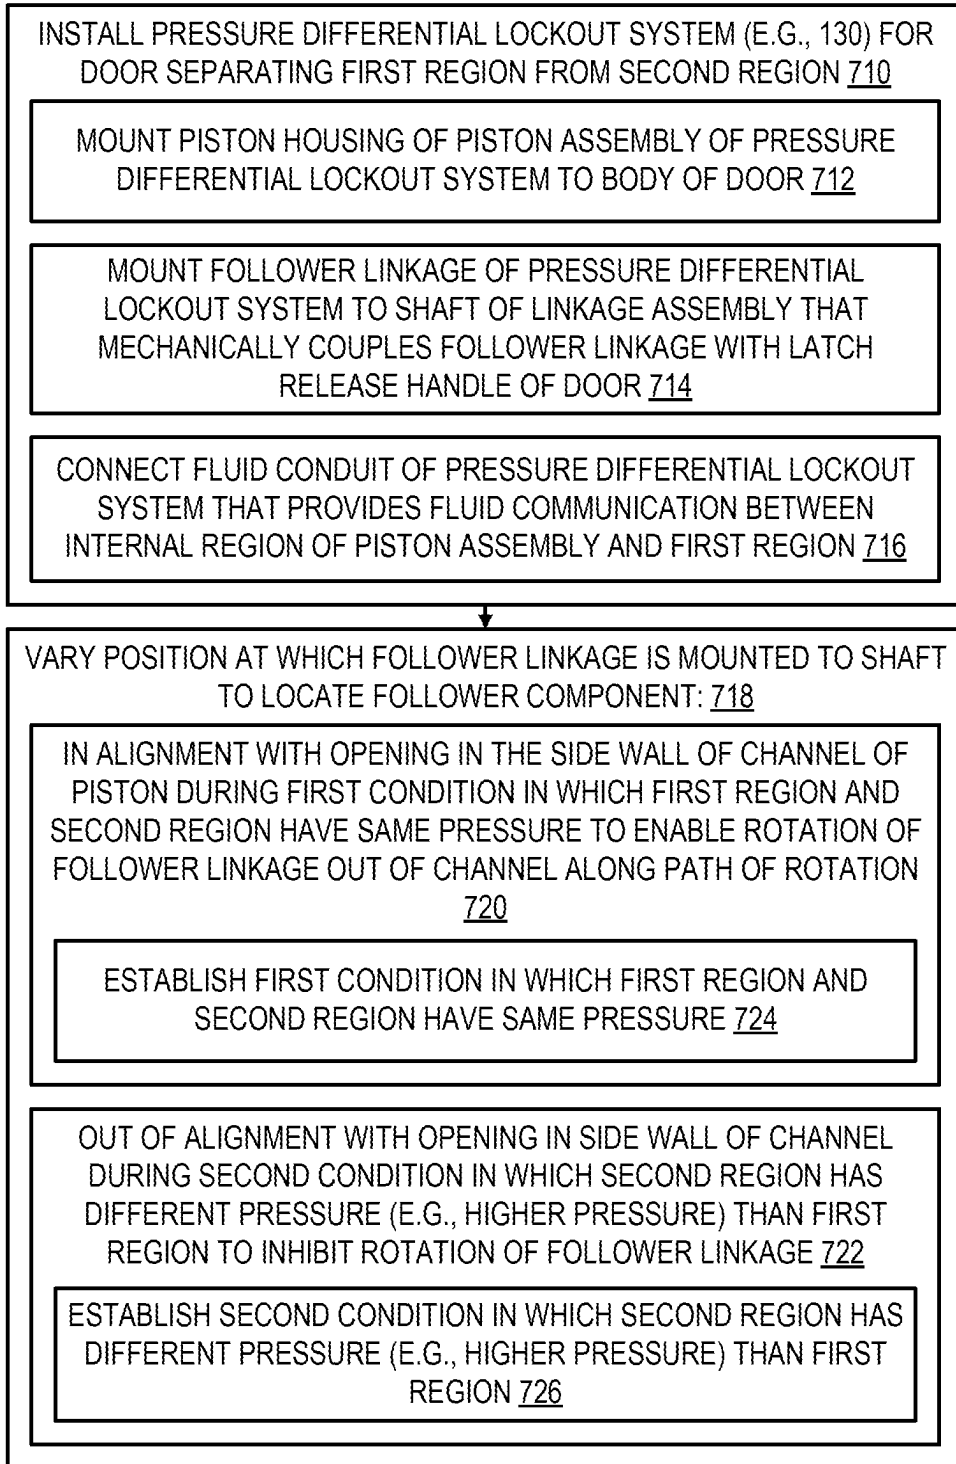 INSTALL PRESSURE DIFFERENTIAL LOCKOUT SYSTEM (E.G., 130) FOR
DOOR SEPARATING FIRST REGION FROM SECOND REGION 710
MOUNT PISTON HOUSING OF PISTON ASSEMBLY OF PRESSURE
DIFFERENTIAL LOCKOUT SYSTEM TO BODY OF DOOR 712
MOUNT FOLLOWER LINKAGE OF PRESSURE DIFFERENTIAL
LOCKOUT SYSTEM TO SHAFT OF LINKAGE ASSEMBLY THAT
MECHANICALLY COUPLES FOLLOWER LINKAGE WITH LATCH
RELEASE HANDLE OF DOOR 714
CONNECT FLUID CONDUIT OF PRESSURE DIFFERENTIAL LOCKOUT
SYSTEM THAT PROVIDES FLUID COMMUNICATION BETWEEN
INTERNAL REGION OF PISTON ASSEMBLY AND FIRST REGION 716
VARY POSITION AT WHICH FOLLOWER LINKAGE IS MOUNTED TO SHAFT
TO LOCATE FOLLOWER COMPONENT: 718
IN ALIGNMENT WITH OPENING IN THE SIDE WALL OF CHANNEL OF
PISTON DURING FIRST CONDITION IN WHICH FIRST REGION AND
SECOND REGION HAVE SAME PRESSURE TO ENABLE ROTATION OF
FOLLOWER LINKAGE OUT OF CHANNEL ALONG PATH OF ROTATION
720
ESTABLISH FIRST CONDITION IN WHICH FIRST REGION AND
SECOND REGION HAVE SAME PRESSURE 724
OUT OF ALIGNMENT WITH OPENING IN SIDE WALL OF CHANNEL
DURING SECOND CONDITION IN WHICH SECOND REGION HAS
DIFFERENT PRESSURE (E.G., HIGHER PRESSURE) THAN FIRST
REGION TO INHIBIT ROTATION OF FOLLOWER LINKAGE 722
ESTABLISH SECOND CONDITION IN WHICH SECOND REGION HAS
DIFFERENT PRESSURE (E.G., HIGHER PRESSURE) THAN FIRST
REGION 726